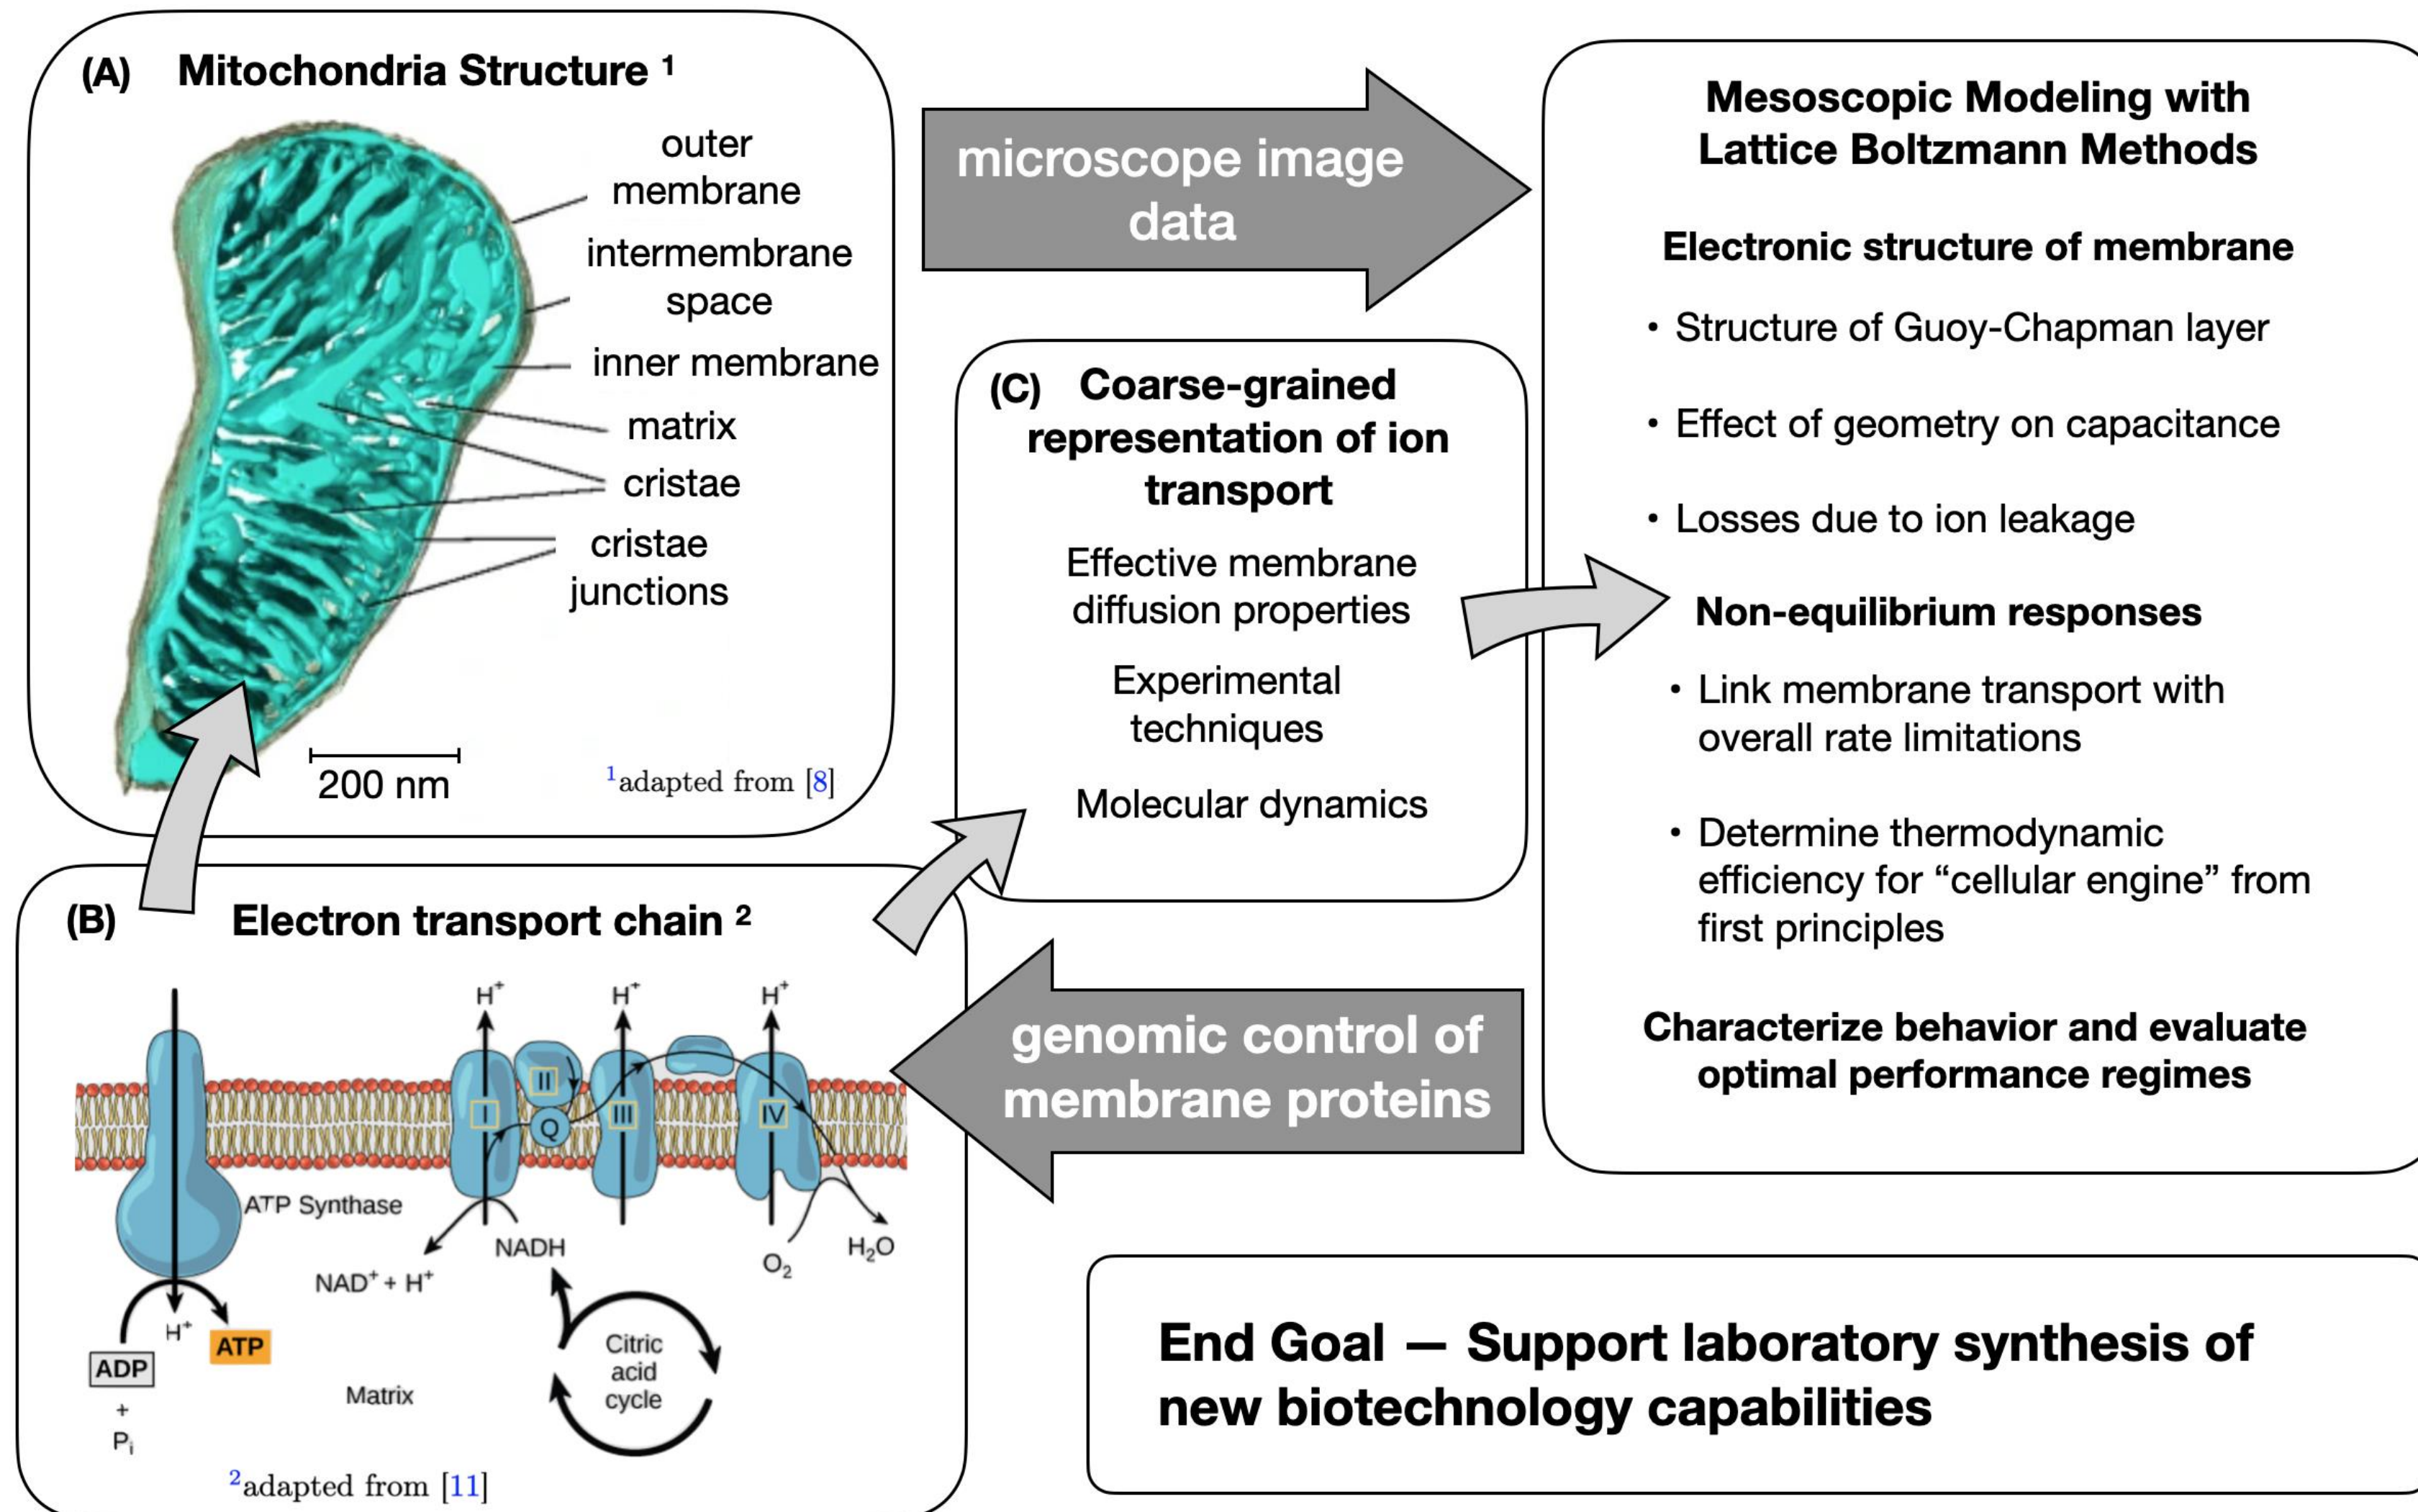 (A) Mitochondria Structure ¹
outer
membrane
intermembrane
space
inner membrane
matrix
cristae
cristae
junctions
200 nm
¹adapted from [8]
microscope image
data
(B) Electron transport chain ²
H⁺
H⁺
H⁺
I
II
Q
III
IV
ATP Synthase
NADH
NAD⁺ + H⁺
O₂
H₂O
H⁺
ATP
ADP
+
Pᵢ
Matrix
Citric
acid
cycle
²adapted from [11]
(C) Coarse-grained
representation of ion
transport
Effective membrane
diffusion properties
Experimental
techniques
Molecular dynamics
genomic control of
membrane proteins
Mesoscopic Modeling with
Lattice Boltzmann Methods
Electronic structure of membrane
• Structure of Guoy-Chapman layer
• Effect of geometry on capacitance
• Losses due to ion leakage
Non-equilibrium responses
• Link membrane transport with
overall rate limitations
• Determine thermodynamic
efficiency for “cellular engine” from
first principles
Characterize behavior and evaluate
optimal performance regimes
End Goal — Support laboratory synthesis of
new biotechnology capabilities